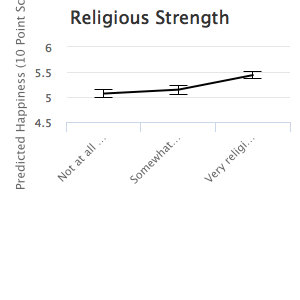 Religious Strength
Predicted Happiness (10 Point Sc
6
5.5
5
4.5
Not at all ...
Somewhat...
Very religi...